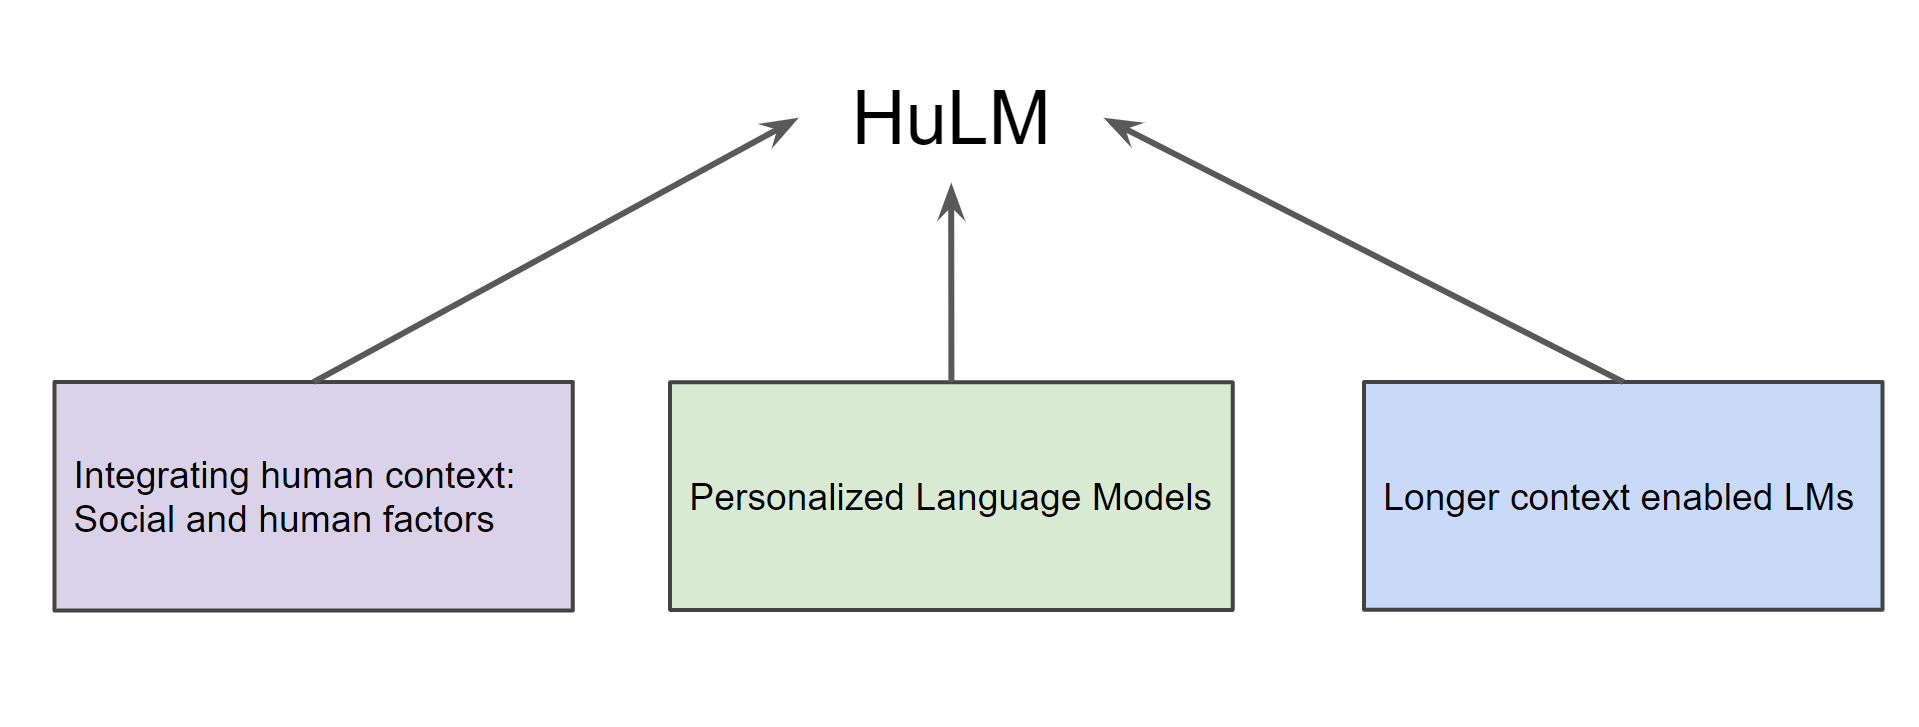 HuLM
Integrating human context:
Social and human factors
Personalized Language Models
Longer context enabled LMs